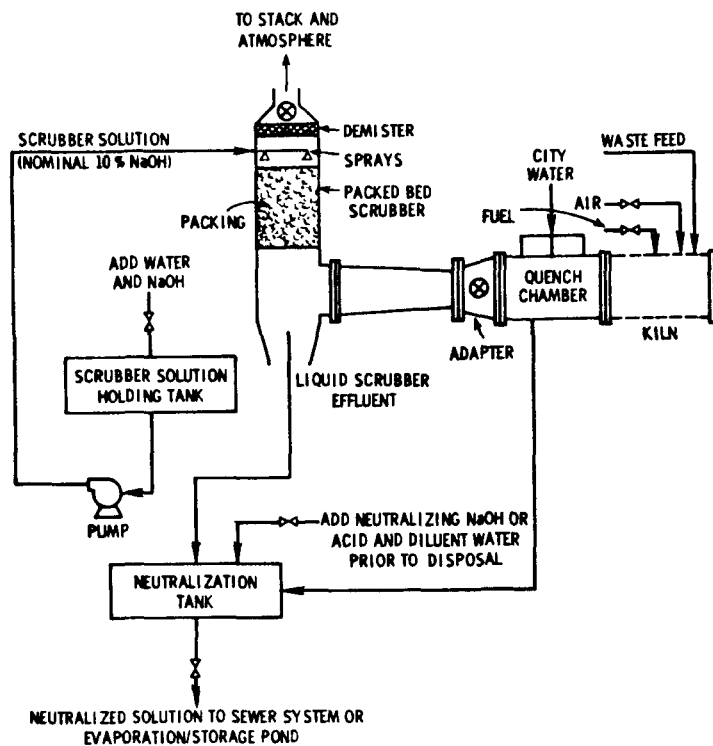 TO STACK AND
ATMOSPHERE
DEMISTER
SCRUBBER SOLUTION
(NOMINAL 10 % NaOH)
SPRAYS
PACKED BED
SCRUBBER
PACKING
WASTE FEED
CITY
WATER
AIR
FUEL
ADD WATER
AND NaOH
QUENCH
CHAMBER
KILN
ADAPTER
SCRUBBER SOLUTION
HOLDING TANK
LIQUID SCRUBBER
EFFLUENT
PUMP
ADD NEUTRALIZING NaOH OR
ACID AND DILUENT WATER
PRIOR TO DISPOSAL
NEUTRALIZATION
TANK
NEUTRALIZED SOLUTION TO SEWER SYSTEM OR
EVAPORATION/STORAGE POND